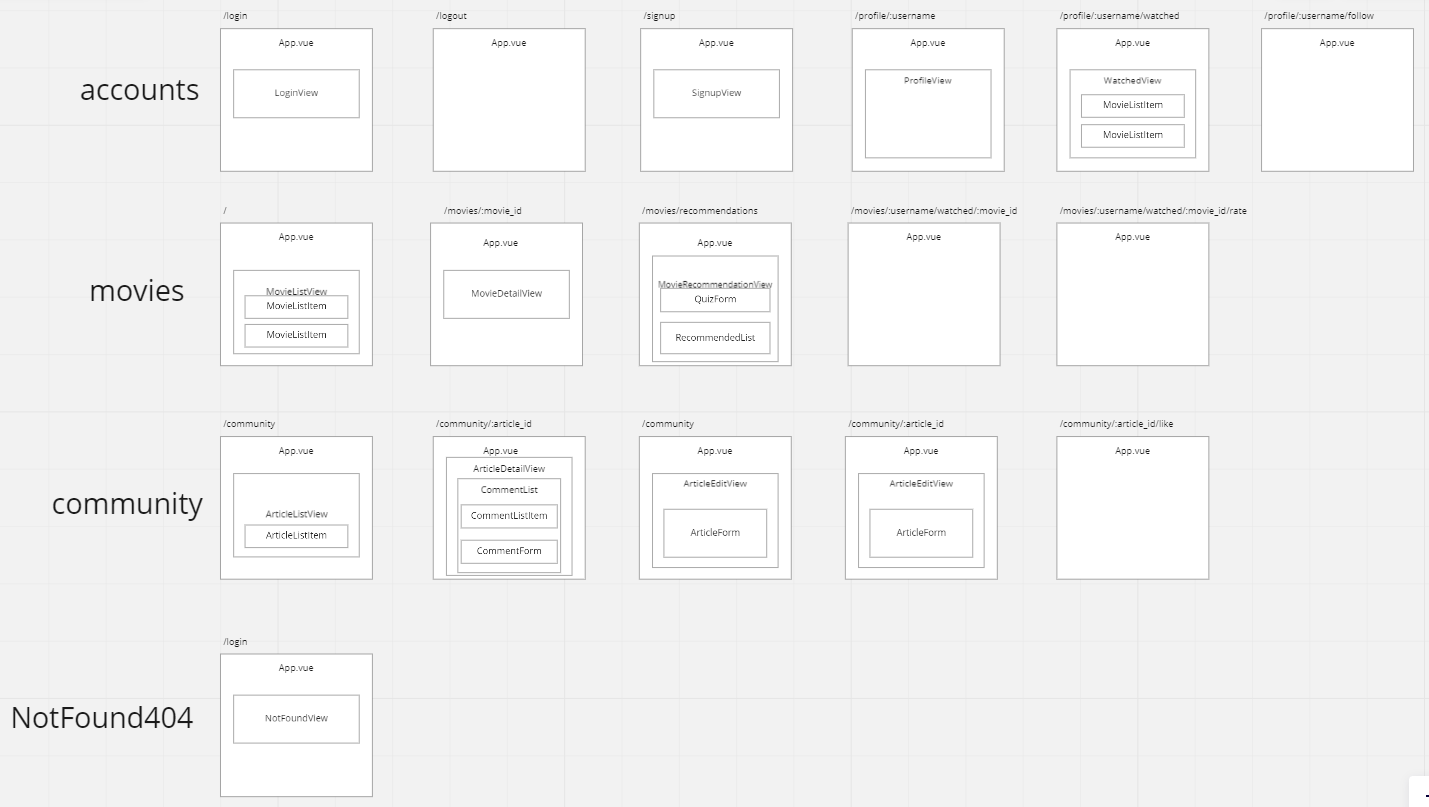 accounts
/login
App.vue
LoginView
/logout
App.vue
/signup
App.vue
SignupView
/profile/:username
App.vue
ProfileView
/profile/:username/watched
App.vue
WatchedView
MovieListItem
MovieListItem
/profile/:username/follow
App.vue
movies
/
App.vue
MovieListView
MovieListItem
MovieListItem
/movies/:movie_id
App.vue
MovieDetailView
/movies/recommendations
App.vue
MovieRecommendationView
QuizForm
RecommendedList
/movies/:username/watched/:movie_id
App.vue
/movies/:username/watched/:movie_id/rate
App.vue
community
/community
App.vue
ArticleListView
ArticleListItem
/community/:article_id
App.vue
ArticleDetailView
CommentList
CommentListItem
CommentForm
/community
App.vue
ArticleEditView
ArticleForm
/community/:article_id
App.vue
ArticleEditView
ArticleForm
/community/:article_id/like
App.vue
NotFound404
/login
App.vue
NotFoundView